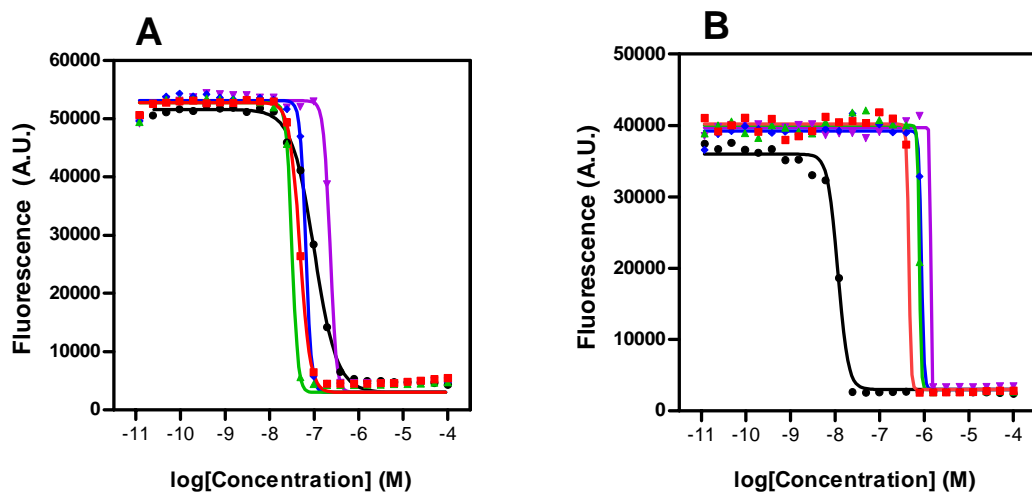 A
60000
50000
40000
30000
20000
10000
0
Fluorescence (A.U.)
-11 -10 -9 -8 -7 -6 -5 -4
log[Concentration] (M)
B
50000
40000
30000
20000
10000
0
Fluorescence (A.U.)
-11 -10 -9 -8 -7 -6 -5 -4
log[Concentration] (M)